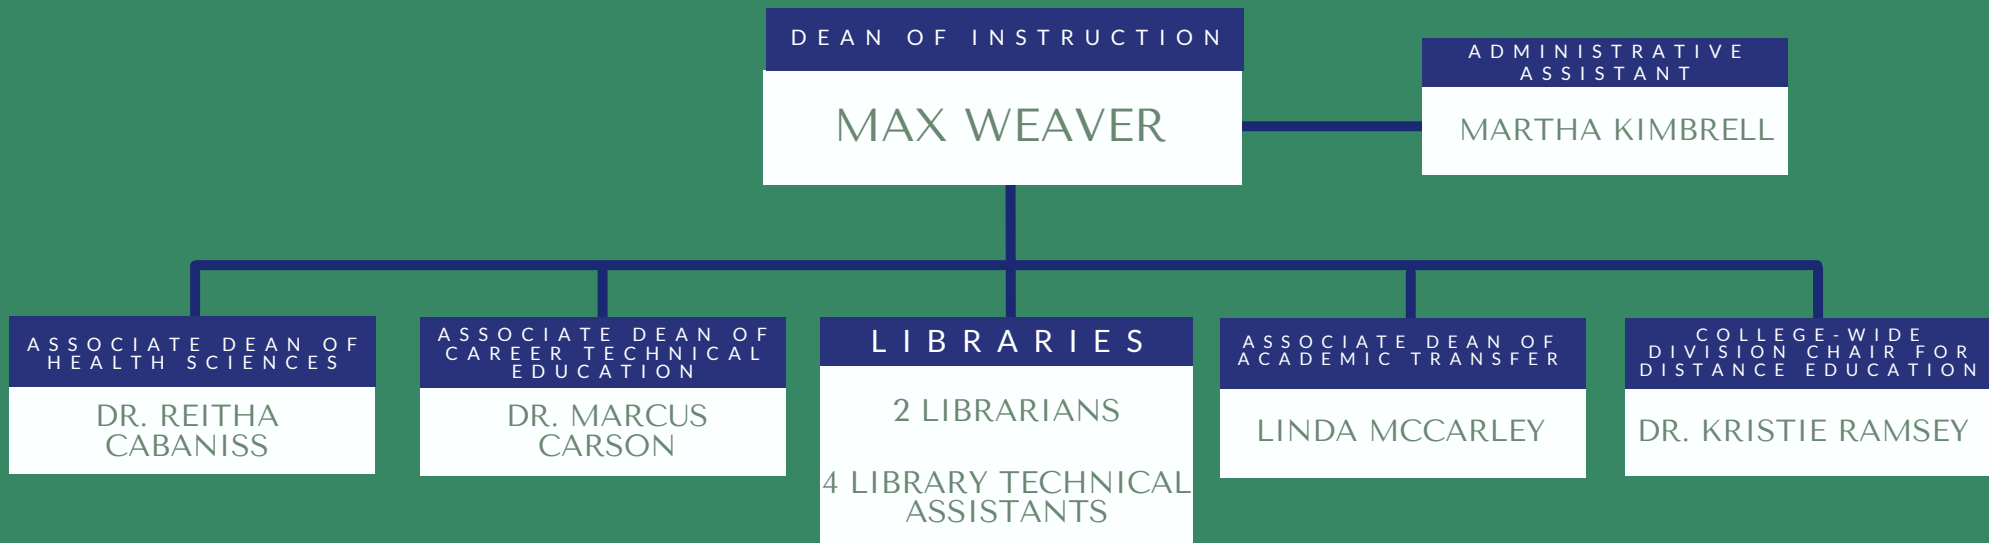 DEAN OF INSTRUCTION
MAX WEAVER
ADMINISTRATIVE
ASSISTANT
MARTHA KIMBRELL
ASSOCIATE DEAN OF
HEALTH SCIENCES
DR. REITHA
CABANISS
ASSOCIATE DEAN OF
CAREER TECHNICAL
EDUCATION
DR. MARCUS
CARSON
LIBRARIES
2 LIBRARIANS
4 LIBRARY TECHNICAL
ASSISTANTS
ASSOCIATE DEAN OF
ACADEMIC TRANSFER
LINDA MCCARLEY
COLLEGE-WIDE
DIVISION CHAIR FOR
DISTANCE EDUCATION
DR. KRISTIE RAMSEY